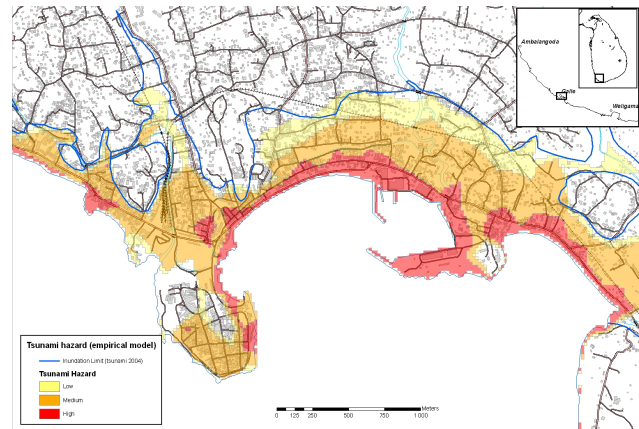 Ambalangoda
Galle
Weligama
Tsunami hazard (empirical model)
Inundation Limit (tsunami 2004)
Tsunami Hazard
Low
Medium
High
Meters
0 125 250 500 750 1 000